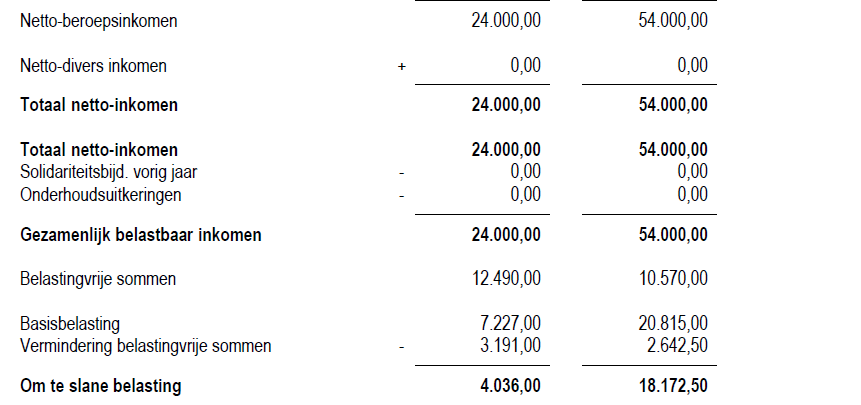 Netto-beroepsinkomen 24.000,00 54.000,00
Netto-divers inkomen + 0,00 0,00
Totaal netto-inkomen 24.000,00 54.000,00
Totaal netto-inkomen 24.000,00 54.000,00
Solidariteitsbijd. vorig jaar - 0,00 0,00
Onderhoudsuitkeringen - 0,00 0,00
Gezamenlijk belastbaar inkomen 24.000,00 54.000,00
Belastingvrije sommen 12.490,00 10.570,00
Basisbelasting 7.227,00 20.815,00
Vermindering belastingvrije sommen - 3.191,00 2.642,50
Om te slane belasting 4.036,00 18.172,50